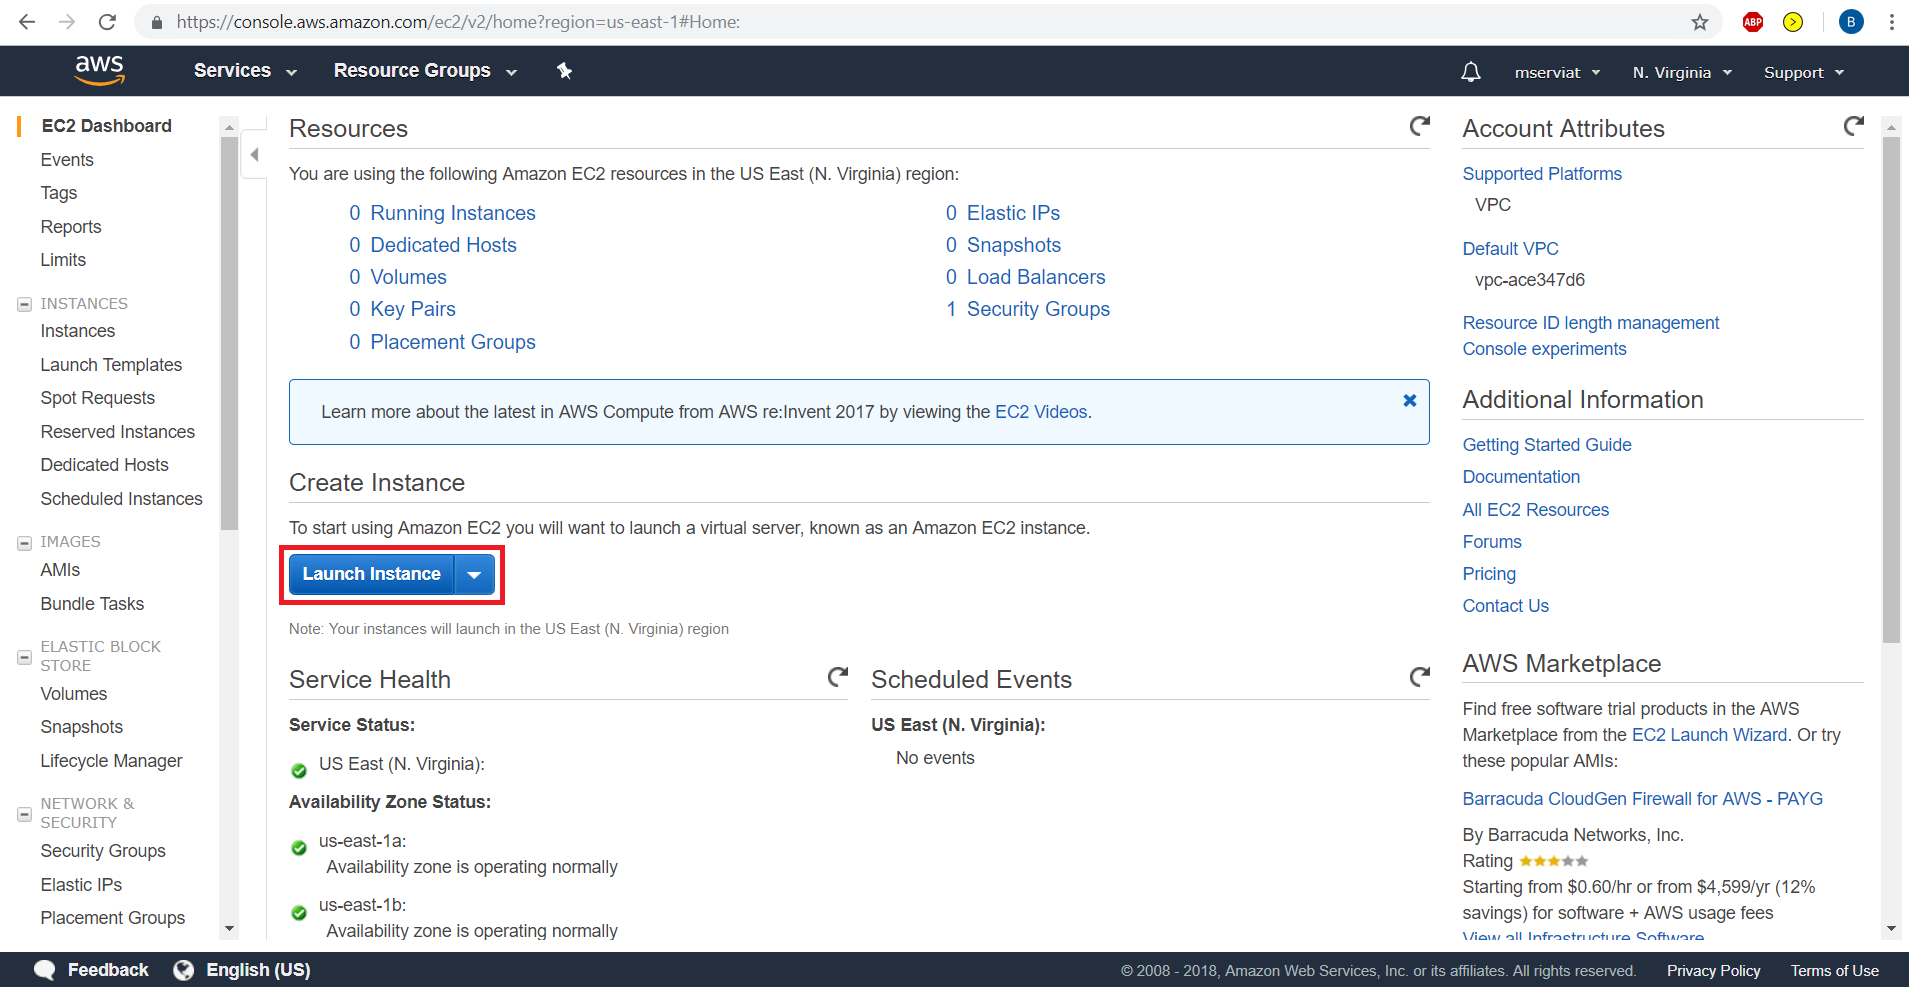 https://console.aws.amazon.com/ec2/v2/home?region=us-east-1#Home:
ABP
B
aws
Services
Resource Groups
mserviat
N. Virginia
Support
EC2 Dashboard
Events
Tags
Reports
Limits
INSTANCES
Instances
Launch Templates
Spot Requests
Reserved Instances
Dedicated Hosts
Scheduled Instances
IMAGES
AMIs
Bundle Tasks
ELASTIC BLOCK
STORE
Volumes
Snapshots
Lifecycle Manager
NETWORK &
SECURITY
Security Groups
Elastic IPs
Placement Groups
Resources
You are using the following Amazon EC2 resources in the US East (N. Virginia) region:
0 Running Instances
0 Elastic IPs
0 Dedicated Hosts
0 Snapshots
0 Volumes
0 Load Balancers
0 Key Pairs
1 Security Groups
0 Placement Groups
Learn more about the latest in AWS Compute from AWS re:Invent 2017 by viewing the EC2 Videos.
Create Instance
To start using Amazon EC2 you will want to launch a virtual server, known as an Amazon EC2 instance.
Launch Instance
Note: Your instances will launch in the US East (N. Virginia) region
Service Health
Service Status:
US East (N. Virginia):
Availability Zone Status:
us-east-1a:
Availability zone is operating normally
us-east-1b:
Availability zone is operating normally
Scheduled Events
US East (N. Virginia):
No events
Account Attributes
Supported Platforms
VPC
Default VPC
vpc-ace347d6
Resource ID length management
Console experiments
Additional Information
Getting Started Guide
Documentation
All EC2 Resources
Forums
Pricing
Contact Us
AWS Marketplace
Find free software trial products in the AWS
Marketplace from the EC2 Launch Wizard. Or try
these popular AMIs:
Barracuda CloudGen Firewall for AWS - PAYG
By Barracuda Networks, Inc.
Rating
Starting from $0.60/hr or from $4,599/yr (12%
savings) for software + AWS usage fees
View all Infrastructure Software
Feedback
English (US)
© 2008 - 2018, Amazon Web Services, Inc. or its affiliates. All rights reserved.
Privacy Policy
Terms of Use